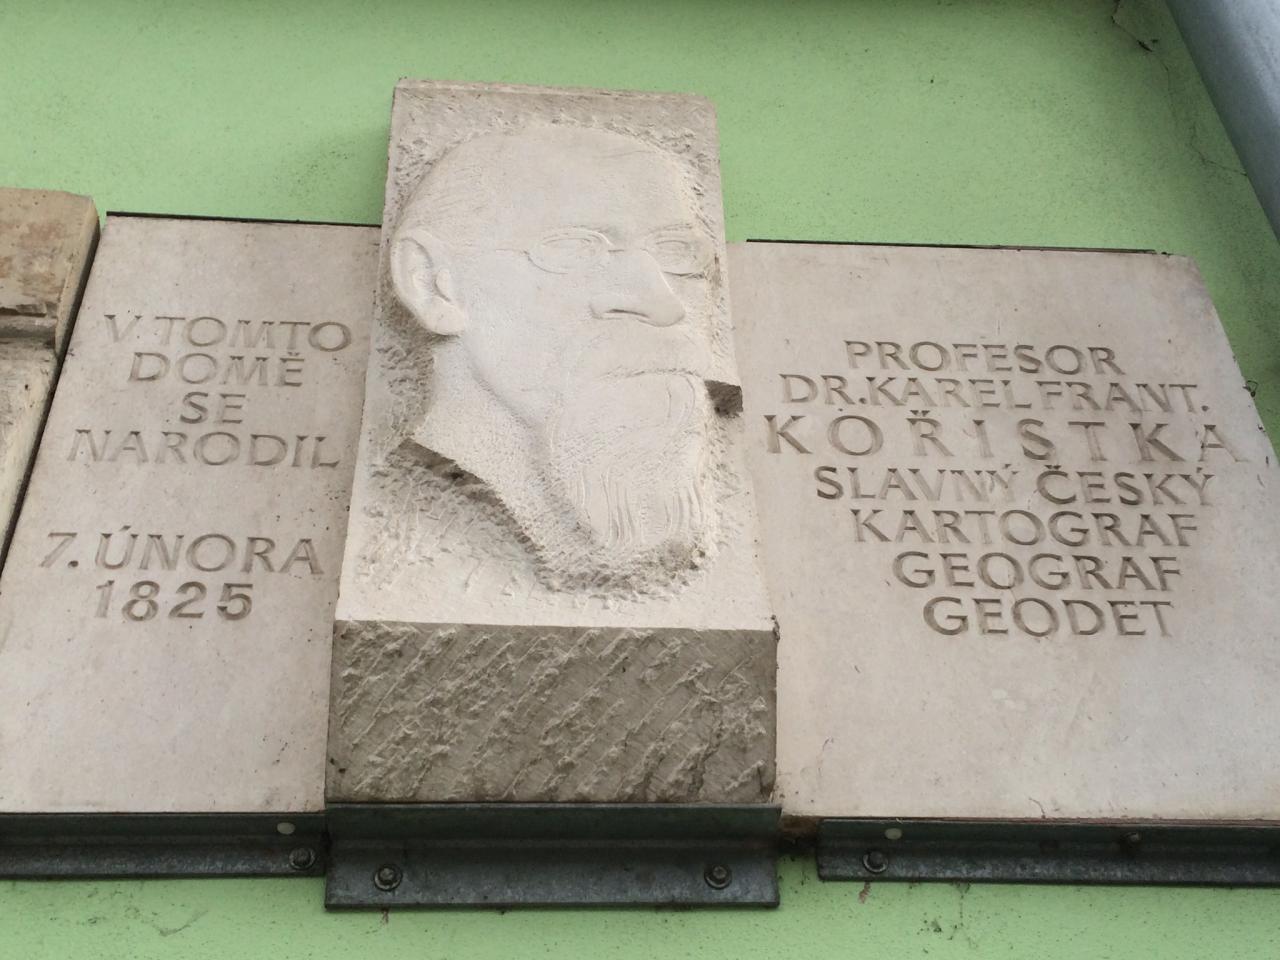 V TOMTO
DOMĚ
SE
NARODIL
7. ÚNORA
1825
PROFESOR
DR. KAREL FRANT.
KOŘISTKA
SLAVNÝ ČESKÝ
KARTOGRAF
GEOGRAF
GEODET